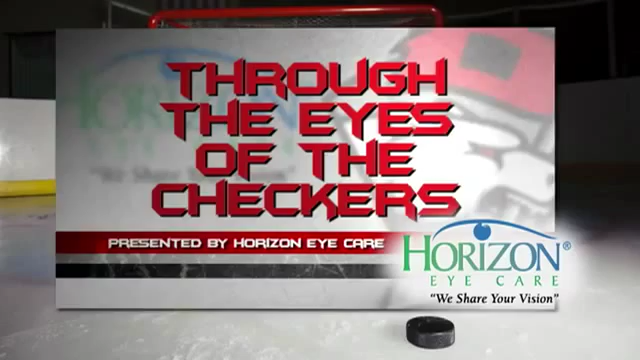 THROUGH
THE EYES
OF THE
CHECKERS
PRESENTED BY HORIZON EYE CARE
HORIZON®
EYE CARE
"We Share Your Vision"